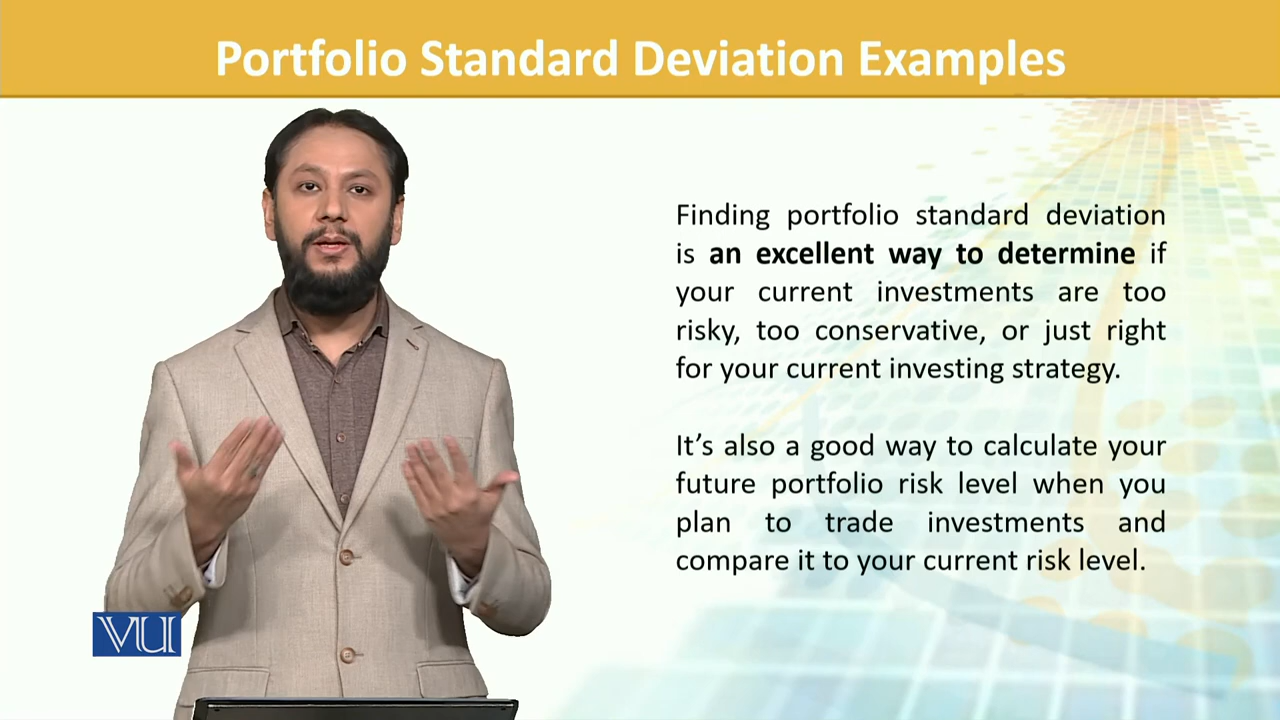 Portfolio Standard Deviation Examples
Finding portfolio standard deviation
is an excellent way to determine if
your current investments are too
risky, too conservative, or just right
for your current investing strategy.
It’s also a good way to calculate your
future portfolio risk level when you
plan to trade investments and
compare it to your current risk level.
VU